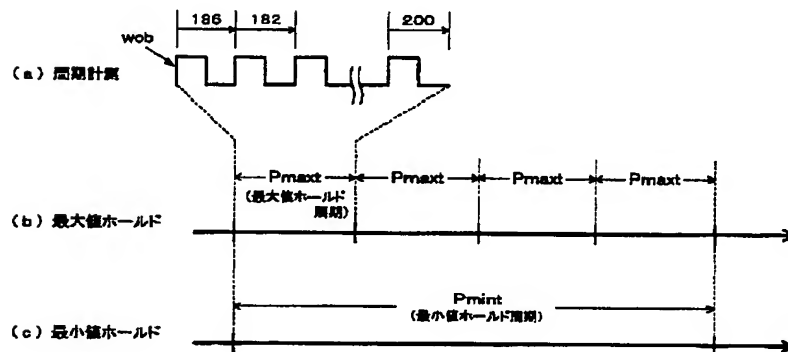 186 182 200
wob
(a) 周期計測
Pmaxt Pmaxt Pmaxt Pmaxt
(最大値ホールド
周期)
(b) 最大値ホールド
Pmint
(最小値ホールド周期)
(c) 最小値ホールド